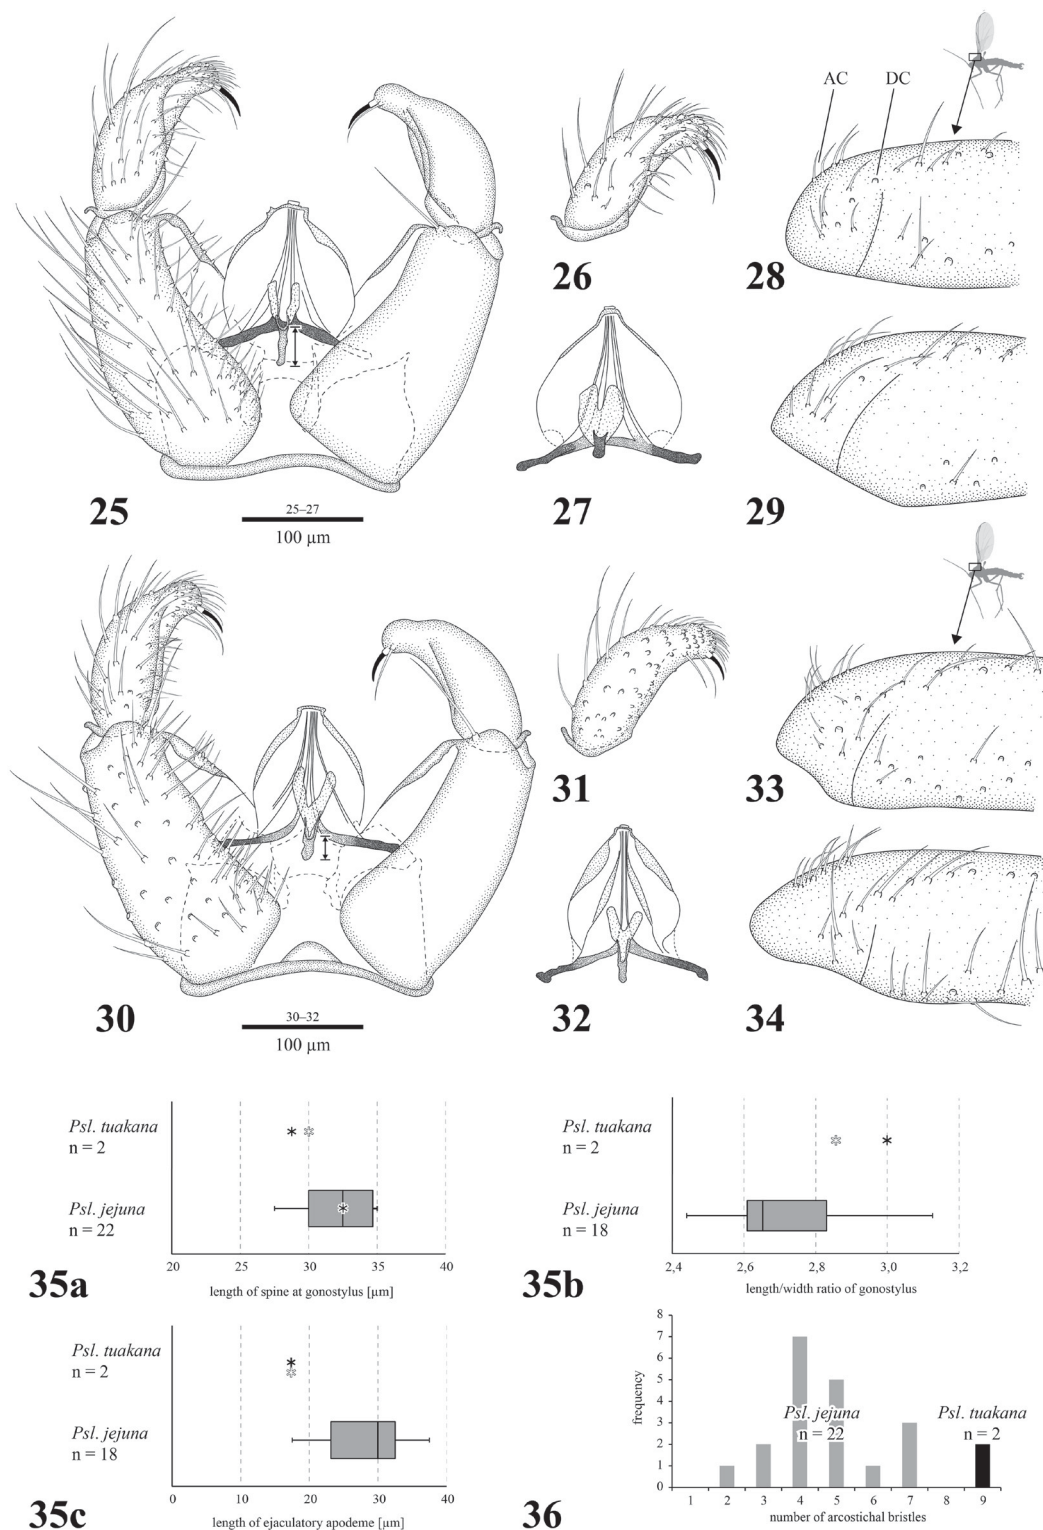 AC
DC
25
26
27
28
29
25–27
100 µm
30
31
32
33
34
30–32
100 µm
Psl. tuakana
n = 2
Psl. jejuna
n = 22
20
25
30
35
40
length of spine at gonostylus [µm]
35a
Psl. tuakana
n = 2
Psl. jejuna
n = 18
2,4
2,6
2,8
3,0
3,2
length/width ratio of gonostylus
35b
Psl. tuakana
n = 2
Psl. jejuna
n = 18
0
10
20
30
40
length of ejaculatory apodeme [µm]
35c
8
7
6
5
4
3
2
1
0
frequency
Psl. jejuna
n = 22
Psl. tuakana
n = 2
1
2
3
4
5
6
7
8
9
number of arcostichal bristles
36